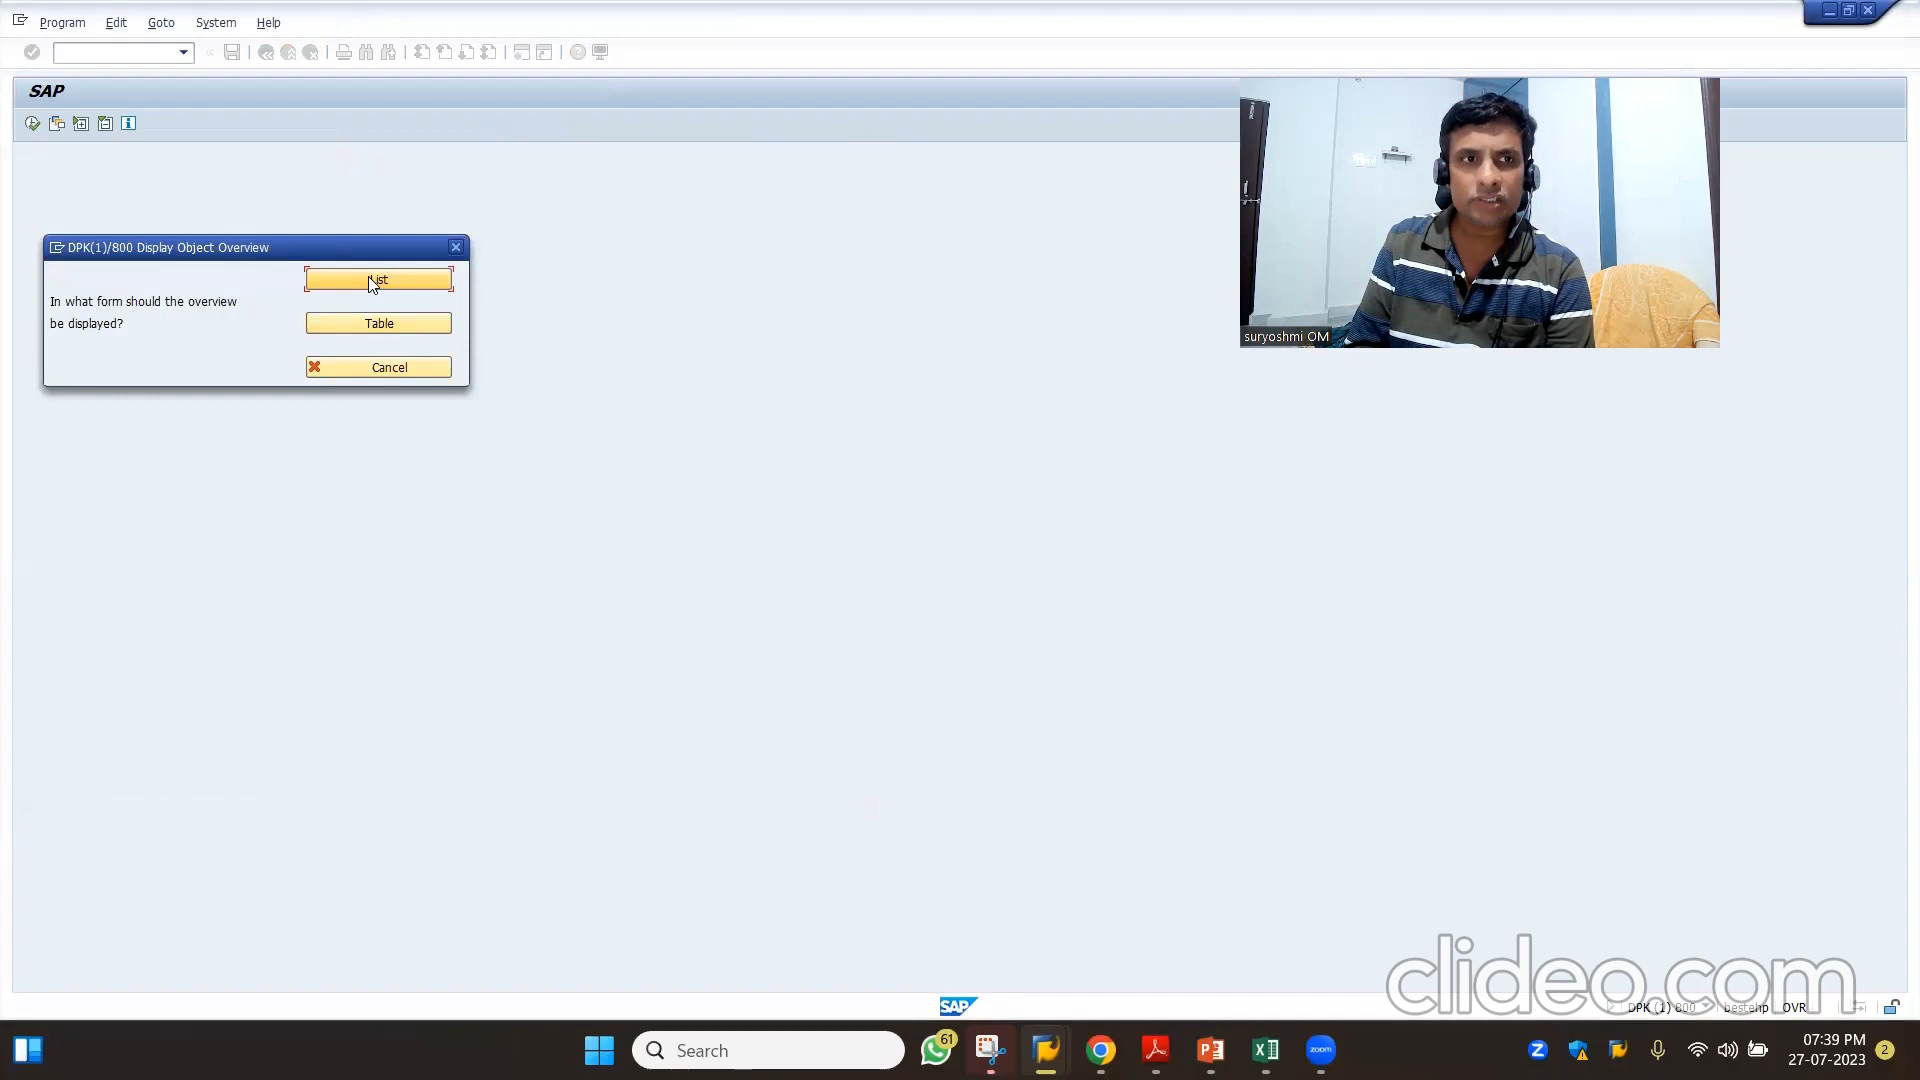 Program Edit Goto System Help
SAP
DPK(1)/800 Display Object Overview
List
In what form should the overview
be displayed?
Table
Cancel
suryoshmi OM
clideo.com
SAP
DPK (1) 800 bestehp OVR
61
Search
zoom
07:39 PM
27-07-2023
2